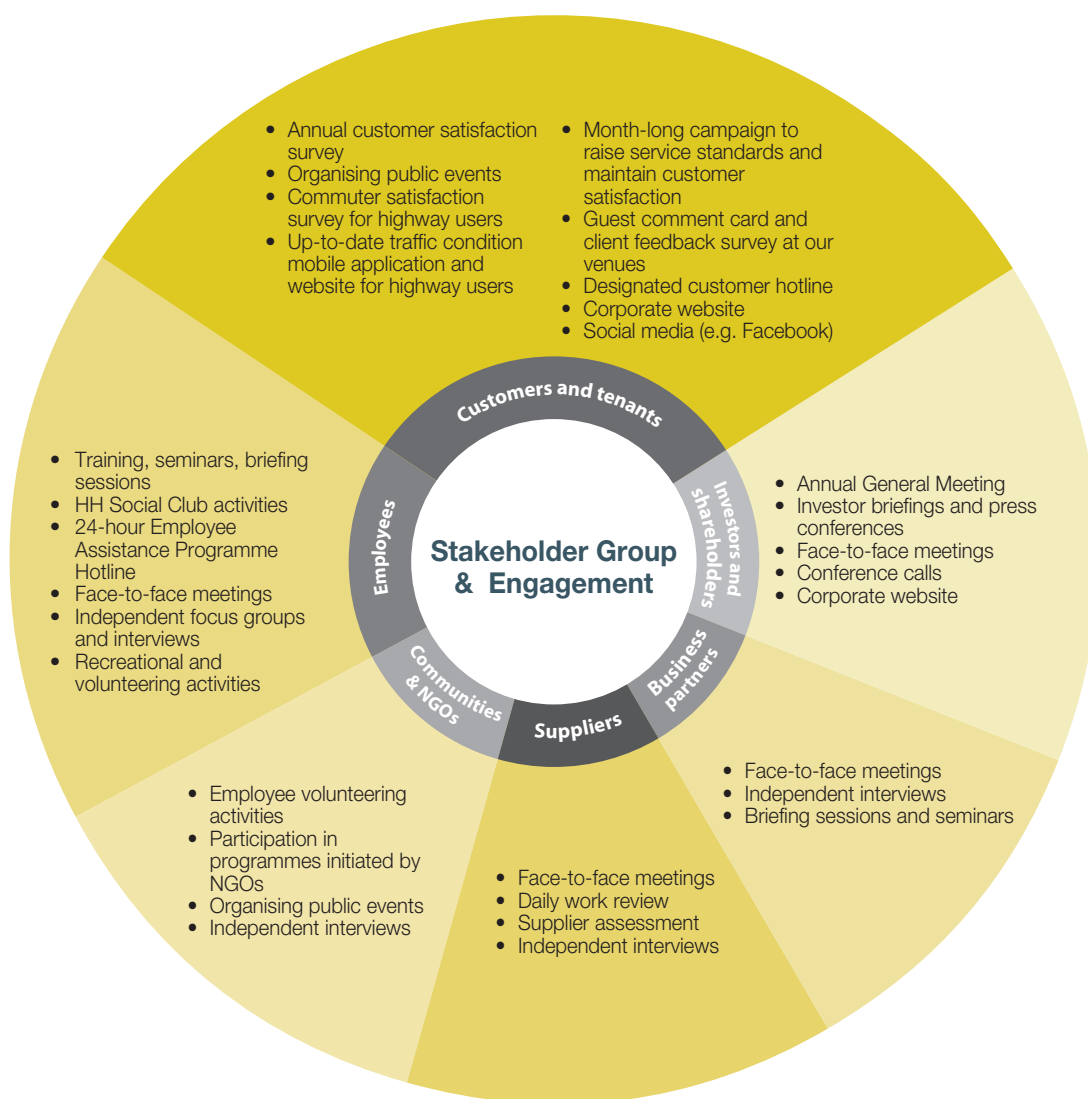 • Annual customer satisfaction
survey
• Organising public events
• Commuter satisfaction
survey for highway users
• Up-to-date traffic condition
mobile application and
website for highway users
• Month-long campaign to
raise service standards and
maintain customer
satisfaction
• Guest comment card and
client feedback survey at our
venues
• Designated customer hotline
• Corporate website
• Social media (e.g. Facebook)
Customers and tenants
• Training, seminars, briefing
sessions
• HH Social Club activities
• 24-hour Employee
Assistance Programme
Hotline
• Face-to-face meetings
• Independent focus groups
and interviews
• Recreational and
volunteering activities
Employees
Stakeholder Group
& Engagement
Investors and
shareholders
• Annual General Meeting
• Investor briefings and press
conferences
• Face-to-face meetings
• Conference calls
• Corporate website
Communities
& NGOs
Suppliers
Business
partners
• Employee volunteering
activities
• Participation in
programmes initiated by
NGOs
• Organising public events
• Independent interviews
• Face-to-face meetings
• Daily work review
• Supplier assessment
• Independent interviews
• Face-to-face meetings
• Independent interviews
• Briefing sessions and seminars